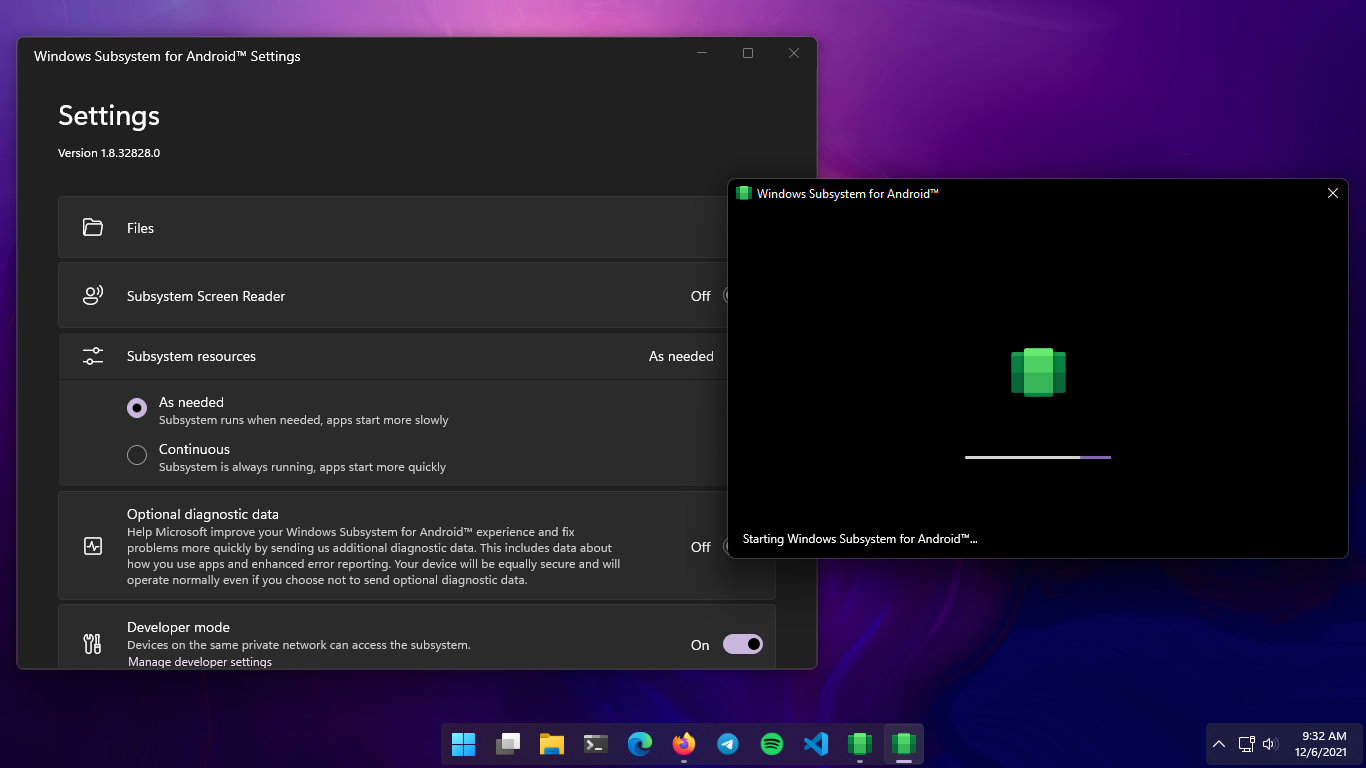 Windows Subsystem for Android™ Settings
Settings
Version 1.8.32828.0
Files
Subsystem Screen Reader
Off
Subsystem resources
As needed
As needed
Subsystem runs when needed, apps start more slowly
Continuous
Subsystem is always running, apps start more quickly
Optional diagnostic data
Help Microsoft improve your Windows Subsystem for Android™ experience and fix
problems more quickly by sending us additional diagnostic data. This includes data about
how you use apps and enhanced error reporting. Your device will be equally secure and will
operate normally even if you choose not to send optional diagnostic data.
Off
Developer mode
Devices on the same private network can access the subsystem.
Manage developer settings
On
Windows Subsystem for Android™
Starting Windows Subsystem for Android™...
9:32 AM
12/6/2021